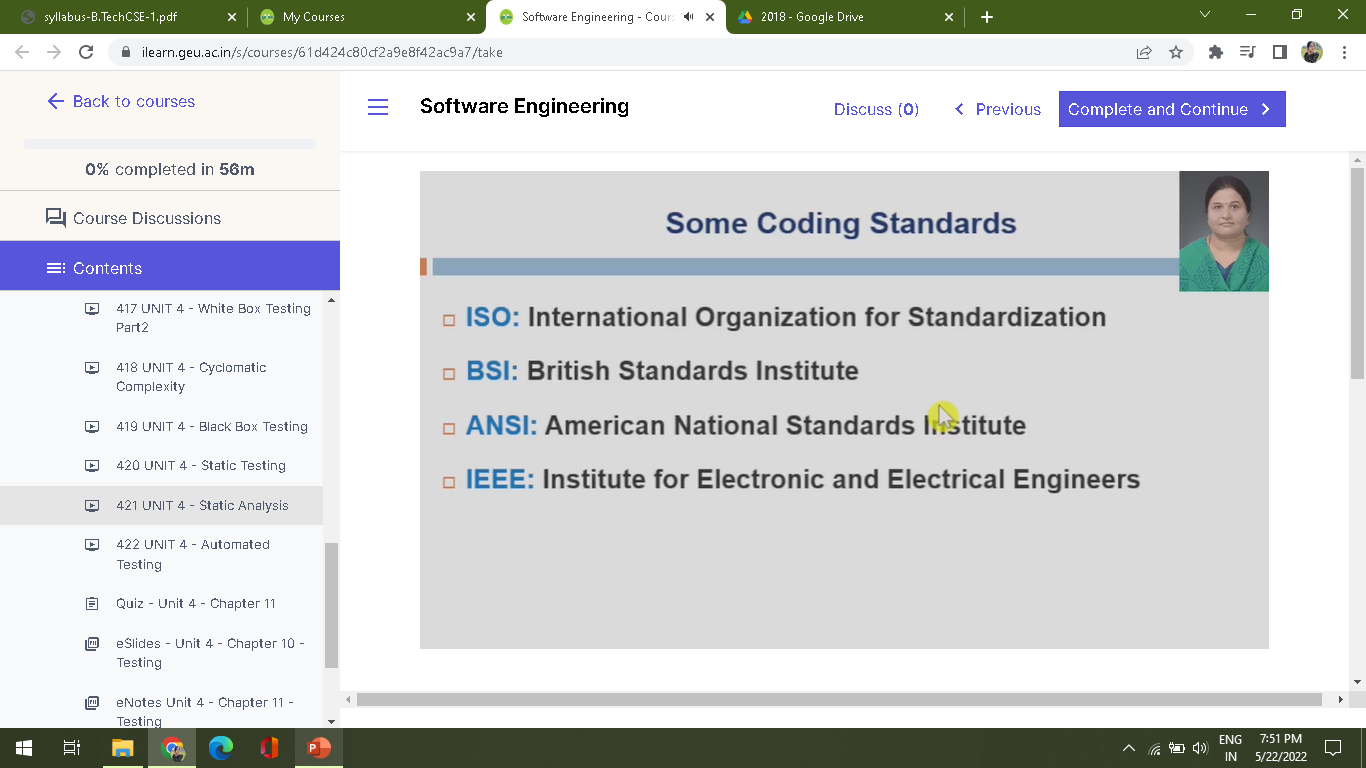 syllabus-B.TechCSE-1.pdf
My Courses
Software Engineering - Cours
2018 - Google Drive
ilearn.geu.ac.in/s/courses/61d424c80cf2a9e8f42ac9a7/take
Back to courses
0% completed in 56m
Course Discussions
Contents
417 UNIT 4 - White Box Testing
Part2
418 UNIT 4 - Cyclomatic
Complexity
419 UNIT 4 - Black Box Testing
420 UNIT 4 - Static Testing
421 UNIT 4 - Static Analysis
422 UNIT 4 - Automated
Testing
Quiz - Unit 4 - Chapter 11
eSlides - Unit 4 - Chapter 10 -
Testing
eNotes Unit 4 - Chapter 11 -
Testing
Software Engineering
Discuss (0)
Previous
Complete and Continue
Some Coding Standards
ISO: International Organization for Standardization
BSI: British Standards Institute
ANSI: American National Standards Institute
IEEE: Institute for Electronic and Electrical Engineers
ENG
IN
7:51 PM
5/22/2022